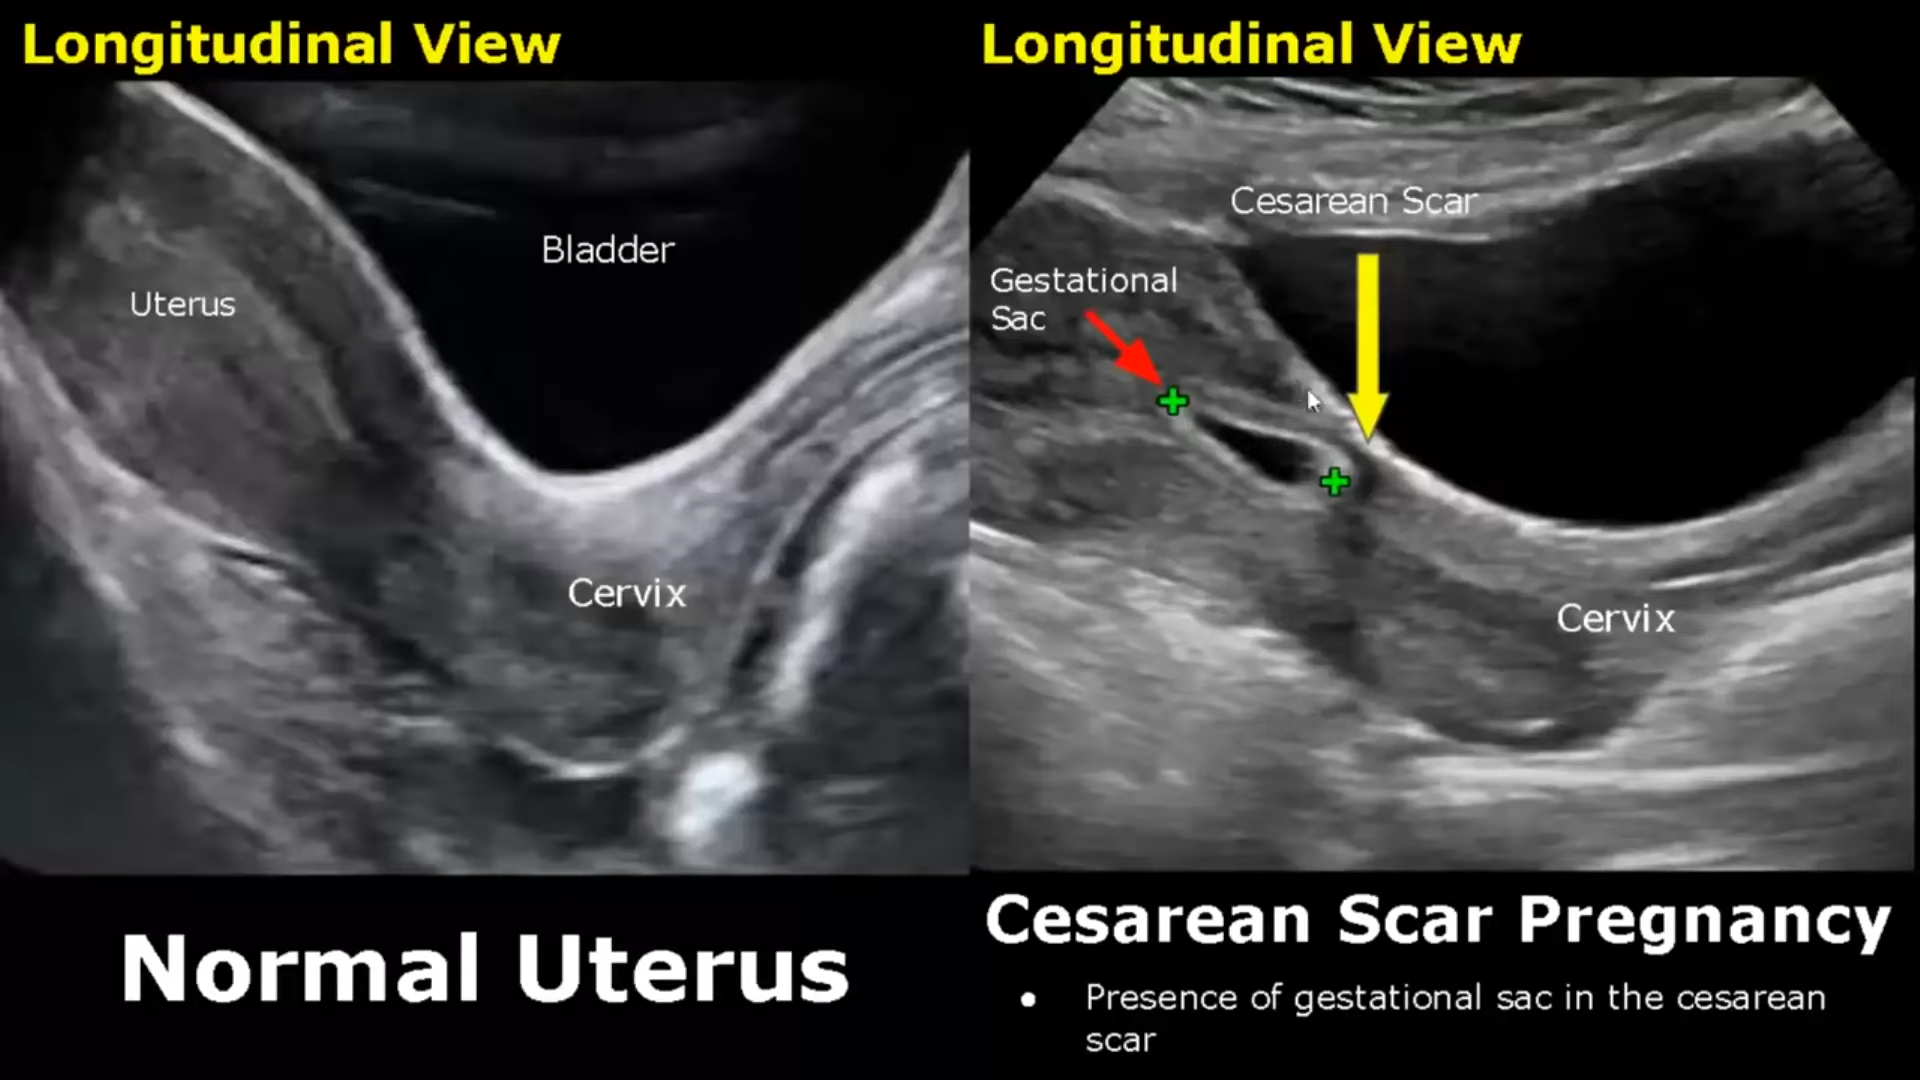 Longitudinal View
Bladder
Uterus
Cervix
Normal Uterus
Longitudinal View
Cesarean Scar
Gestational
Sac
Cervix
Cesarean Scar Pregnancy
• Presence of gestational sac in the cesarean
scar